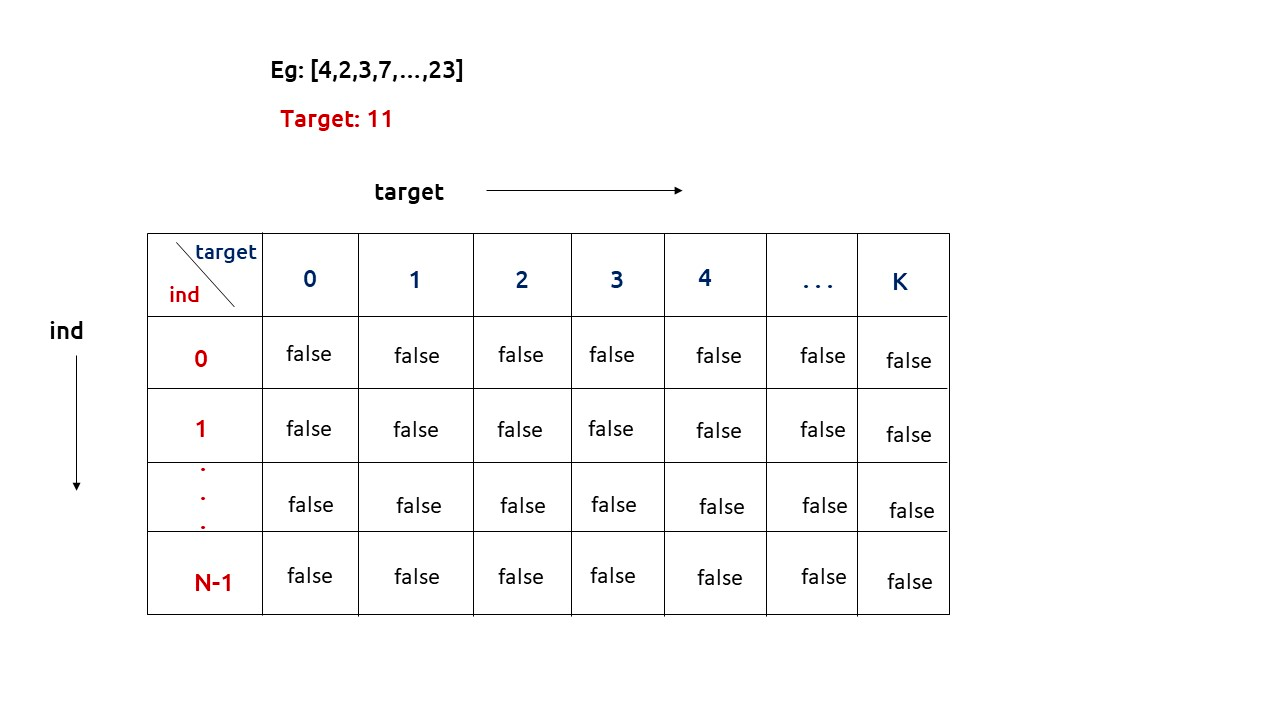 Eg: [4,2,3,7,...,23]
Target: 11
target
target
ind
0 1 2 3 4 ... K
ind
0 false false false false false false false
1 false false false false false false false
.
.
.
false false false false false false false
N-1 false false false false false false false